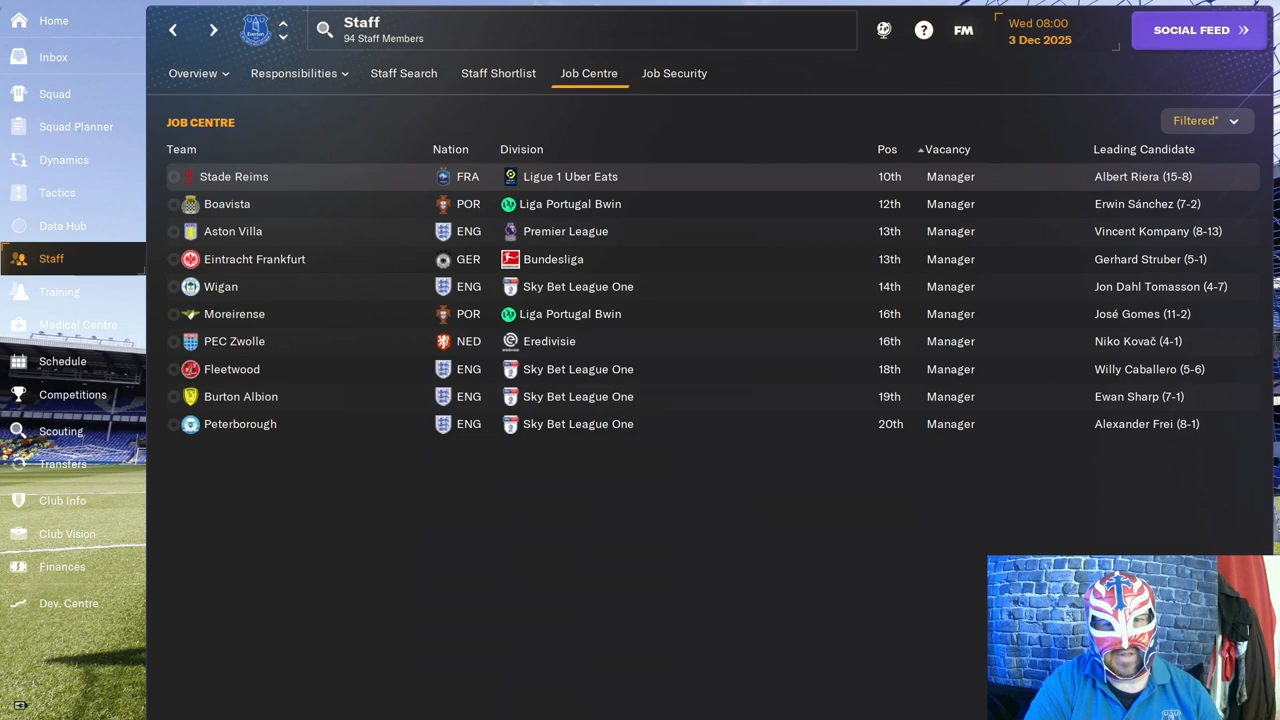 Home
Inbox
Squad
Squad Planner
Dynamics
Tactics
Data Hub
Staff
Training
Medical Centre
Schedule
Competitions
Scouting
Transfers
Club Info
Club Vision
Finances
Dev. Centre
Everton
Staff
94 Staff Members
?
FM
Wed 08:00
3 Dec 2025
SOCIAL FEED
Overview Responsibilities Staff Search Staff Shortlist Job Centre Job Security
JOB CENTRE
Filtered*
Team Nation Division Pos Vacancy Leading Candidate
Stade Reims FRA Ligue 1 Uber Eats 10th Manager Albert Riera (15-8)
Boavista POR Liga Portugal Bwin 12th Manager Erwin Sánchez (7-2)
Aston Villa ENG Premier League 13th Manager Vincent Kompany (8-13)
Eintracht Frankfurt GER Bundesliga 13th Manager Gerhard Struber (5-1)
Wigan ENG Sky Bet League One 14th Manager Jon Dahl Tomasson (4-7)
Moreirense POR Liga Portugal Bwin 16th Manager José Gomes (11-2)
PEC Zwolle NED Eredivisie 16th Manager Niko Kovač (4-1)
Fleetwood ENG Sky Bet League One 18th Manager Willy Caballero (5-6)
Burton Albion ENG Sky Bet League One 19th Manager Ewan Sharp (7-1)
Peterborough ENG Sky Bet League One 20th Manager Alexander Frei (8-1)